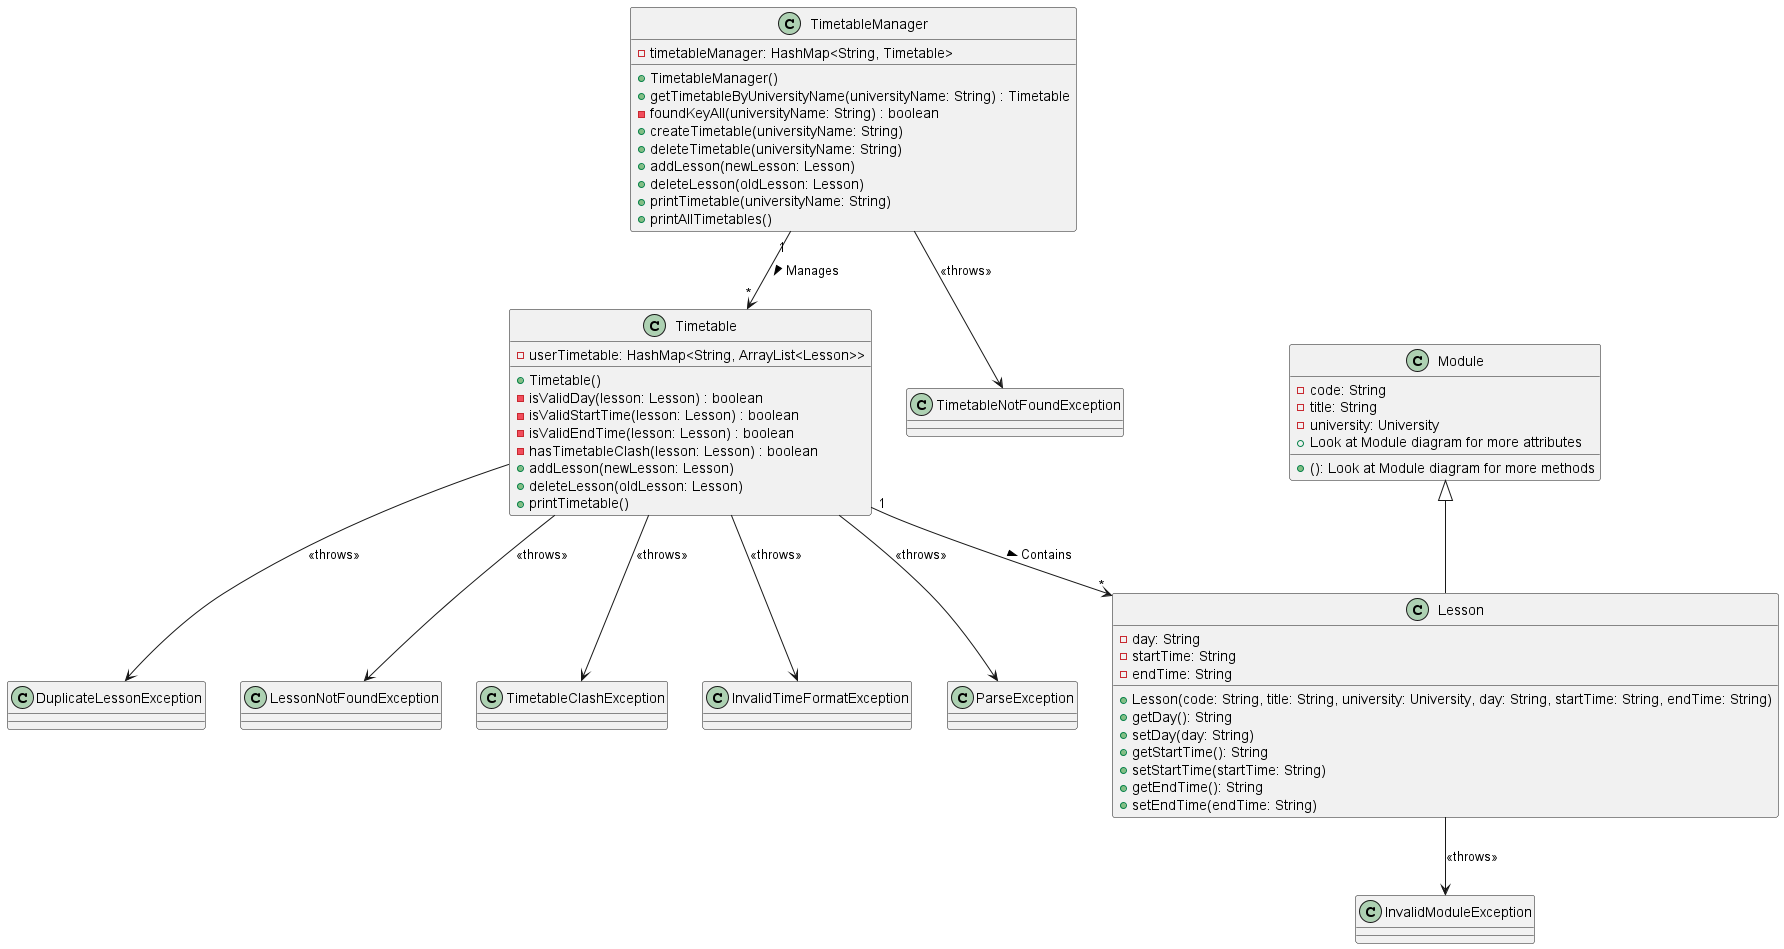 C TimetableManager
timetableManager: HashMap<String, Timetable>
TimetableManager()
getTimetableByUniversityName(universityName: String) : Timetable
foundKeyAll(universityName: String) : boolean
createTimetable(universityName: String)
deleteTimetable(universityName: String)
addLesson(newLesson: Lesson)
deleteLesson(oldLesson: Lesson)
printTimetable(universityName: String)
printAllTimetables()
1
Manages
*
«throws»
C Timetable
userTimetable: HashMap<String, ArrayList<Lesson>>
Timetable()
isValidDay(lesson: Lesson) : boolean
isValidStartTime(lesson: Lesson) : boolean
isValidEndTime(lesson: Lesson) : boolean
hasTimetableClash(lesson: Lesson) : boolean
addLesson(newLesson: Lesson)
deleteLesson(oldLesson: Lesson)
printTimetable()
C TimetableNotFoundException
C Module
code: String
title: String
university: University
Look at Module diagram for more attributes
(): Look at Module diagram for more methods
1
«throws»
«throws»
«throws»
«throws»
«throws»
Contains
*
C DuplicateLessonException
C LessonNotFoundException
C TimetableClashException
C InvalidTimeFormatException
C ParseException
C Lesson
day: String
startTime: String
endTime: String
Lesson(code: String, title: String, university: University, day: String, startTime: String, endTime: String)
getDay(): String
setDay(day: String)
getStartTime(): String
setStartTime(startTime: String)
getEndTime(): String
setEndTime(endTime: String)
«throws»
C InvalidModuleException